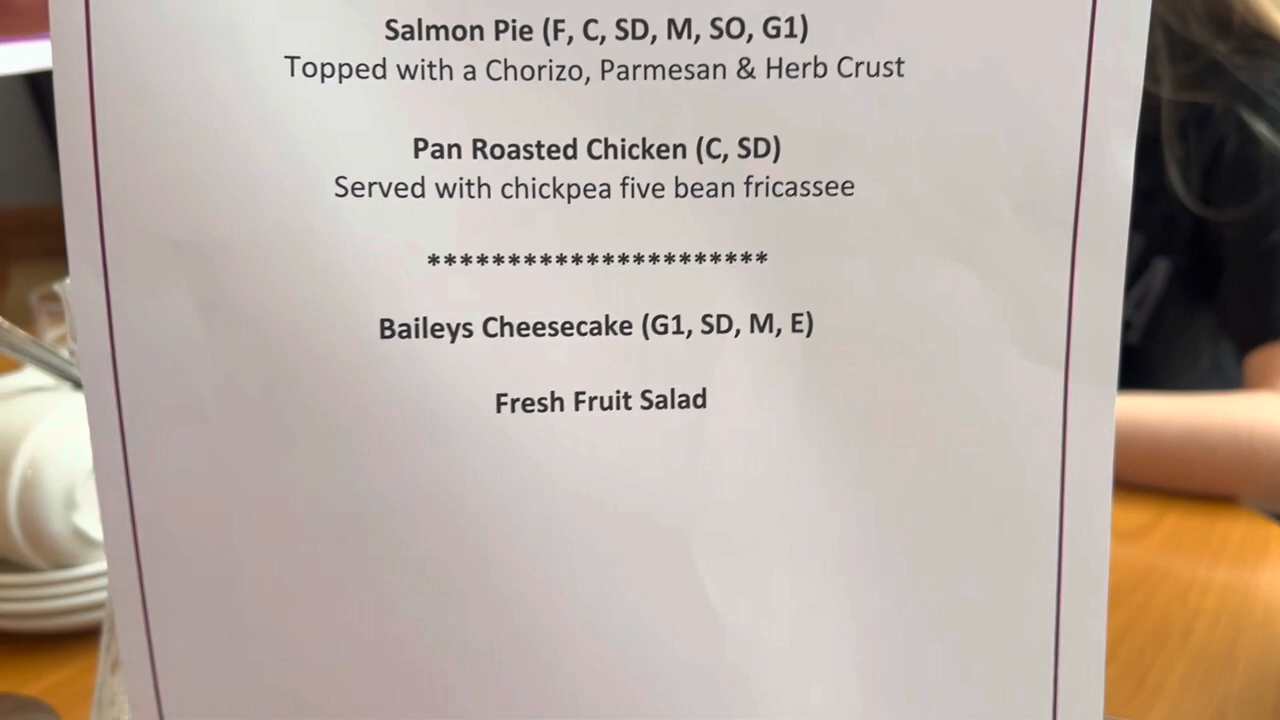 Salmon Pie (F, C, SD, M, SO, G1)
Topped with a Chorizo, Parmesan & Herb Crust
Pan Roasted Chicken (C, SD)
Served with chickpea five bean fricassee
**********************
Baileys Cheesecake (G1, SD, M, E)
Fresh Fruit Salad